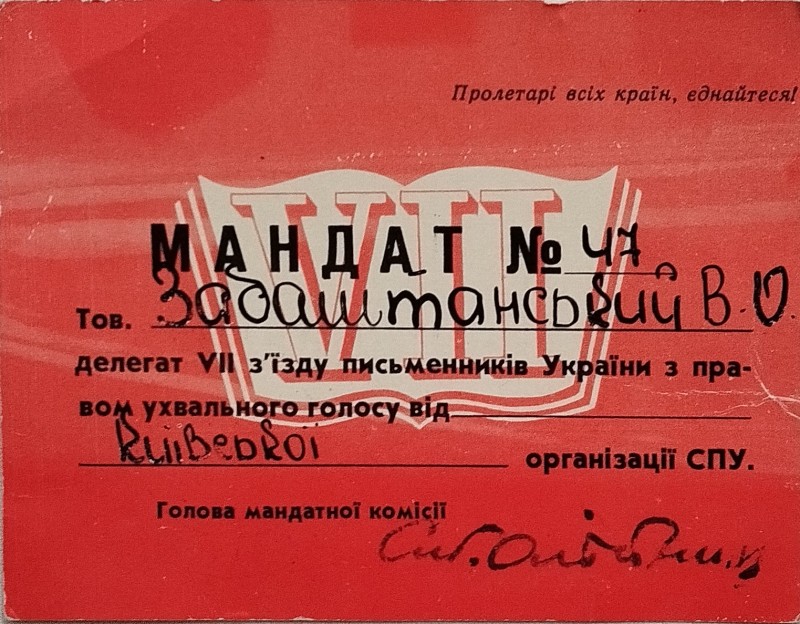 Пролетарі всіх країн, єднайтеся!
VII
МАНДАТ № 47
Тов. Забаштанський В. О.
делегат VII з'їзду письменників України з пра-
вом ухвального голосу від
Київської
організації СПУ.
Голова мандатної комісії